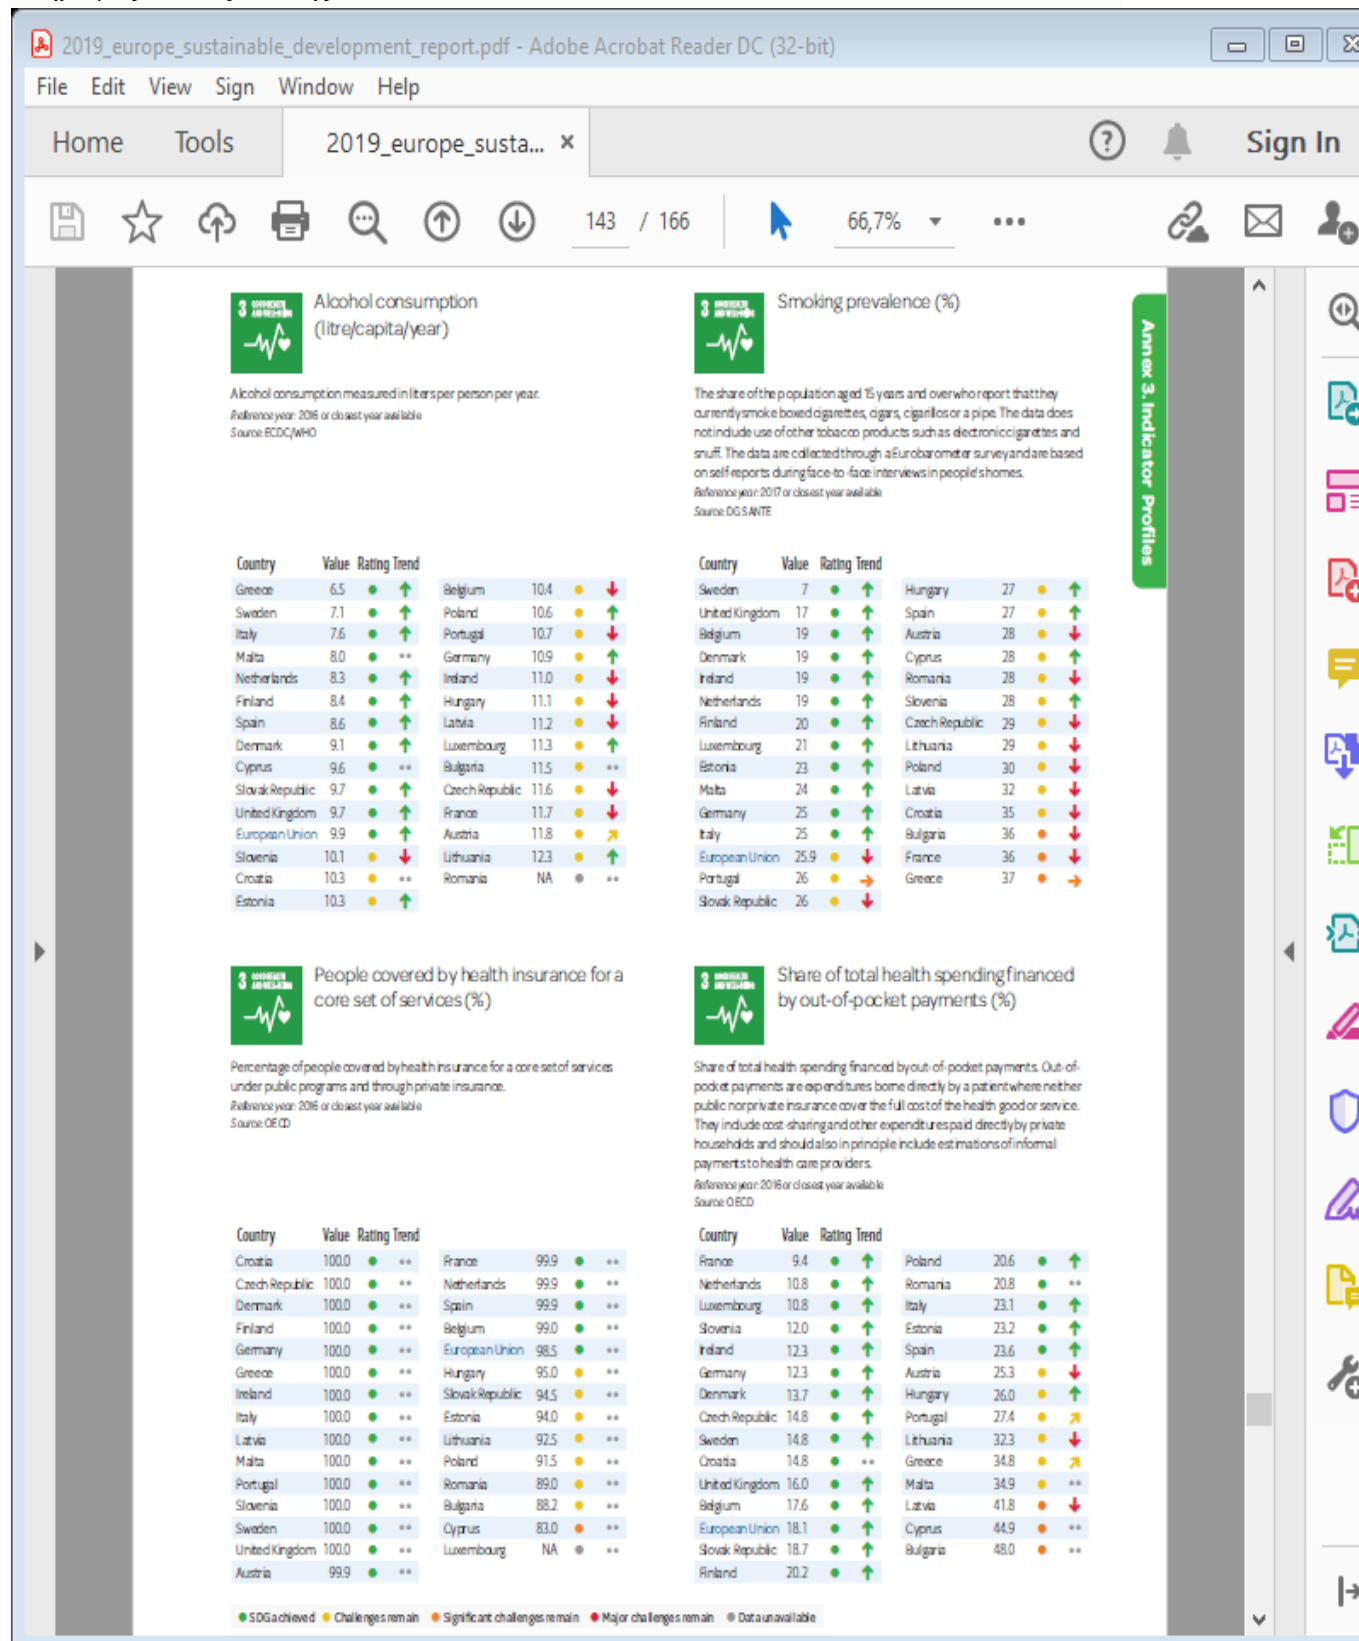 2019_europe_sustainable_development_report.pdf - Adobe Acrobat Reader DC (32-bit)
File Edit View Sign Window Help
Home Tools 2019_europe_susta... × Sign In
143 / 166 66,7%
Annex 3. Indicator Profiles
3
Alcohol consumption
(litre/capita/year)
Alcohol consumption measured in liters per person per year.
Reference year: 2016 or closest year available
Source: ECDC/WHO
Country Value Rating Trend
Greece 6.5
Sweden 7.1
Italy 7.6
Malta 8.0
Netherlands 8.3
Finland 8.4
Spain 8.6
Denmark 9.1
Cyprus 9.6
Slovak Republic 9.7
United Kingdom 9.7
European Union 9.9
Slovenia 10.1
Croatia 10.3
Estonia 10.3
Belgium 10.4
Poland 10.6
Portugal 10.7
Germany 10.9
Ireland 11.0
Hungary 11.1
Latvia 11.2
Luxembourg 11.3
Bulgaria 11.5
Czech Republic 11.6
France 11.7
Austria 11.8
Lithuania 12.3
Romania NA
3
Smoking prevalence (%)
The share of the population aged 15 years and over who report that they
currently smoke boxed cigarettes, cigars, cigarillos or a pipe. The data does
not include use of other tobacco products such as electronic cigarettes and
snuff. The data are collected through a Eurobarometer survey and are based
on self-reports during face-to-face interviews in people's homes.
Reference year: 2017 or closest year available
Source: DG SANTE
Country Value Rating Trend
Sweden 7
United Kingdom 17
Belgium 19
Denmark 19
Ireland 19
Netherlands 19
Finland 20
Luxembourg 21
Estonia 23
Malta 24
Germany 25
Italy 25
European Union 25.9
Portugal 26
Slovak Republic 26
Hungary 27
Spain 27
Austria 28
Cyprus 28
Romania 28
Slovenia 28
Czech Republic 29
Lithuania 29
Poland 30
Latvia 32
Croatia 35
Bulgaria 36
France 36
Greece 37
3
People covered by health insurance for a
core set of services (%)
Percentage of people covered by health insurance for a core set of services
under public programs and through private insurance.
Reference year: 2016 or closest year available
Source: OECD
Country Value Rating Trend
Croatia 100.0
Czech Republic 100.0
Denmark 100.0
Finland 100.0
Germany 100.0
Greece 100.0
Ireland 100.0
Italy 100.0
Latvia 100.0
Malta 100.0
Portugal 100.0
Slovenia 100.0
Sweden 100.0
United Kingdom 100.0
Austria 99.9
France 99.9
Netherlands 99.9
Spain 99.9
Belgium 99.0
European Union 98.5
Hungary 95.0
Slovak Republic 94.5
Estonia 94.0
Lithuania 92.5
Poland 91.5
Romania 89.0
Bulgaria 88.2
Cyprus 83.0
Luxembourg NA
3
Share of total health spending financed
by out-of-pocket payments (%)
Share of total health spending financed by out-of-pocket payments. Out-of-
pocket payments are expenditures borne directly by a patient where neither
public nor private insurance cover the full cost of the health good or service.
They include cost-sharing and other expenditures paid directly by private
households and should also in principle include estimations of informal
payments to health care providers.
Reference year: 2016 or closest year available
Source: OECD
Country Value Rating Trend
France 9.4
Netherlands 10.8
Luxembourg 10.8
Slovenia 12.0
Ireland 12.3
Germany 12.3
Denmark 13.7
Czech Republic 14.8
Sweden 14.8
Croatia 14.8
United Kingdom 16.0
Belgium 17.6
European Union 18.1
Slovak Republic 18.7
Finland 20.2
Poland 20.6
Romania 20.8
Italy 23.1
Estonia 23.2
Spain 23.6
Austria 25.3
Hungary 26.0
Portugal 27.4
Lithuania 32.3
Greece 34.8
Malta 34.9
Latvia 41.8
Cyprus 44.9
Bulgaria 48.0
SDG achieved Challenges remain Significant challenges remain Major challenges remain Data unavailable